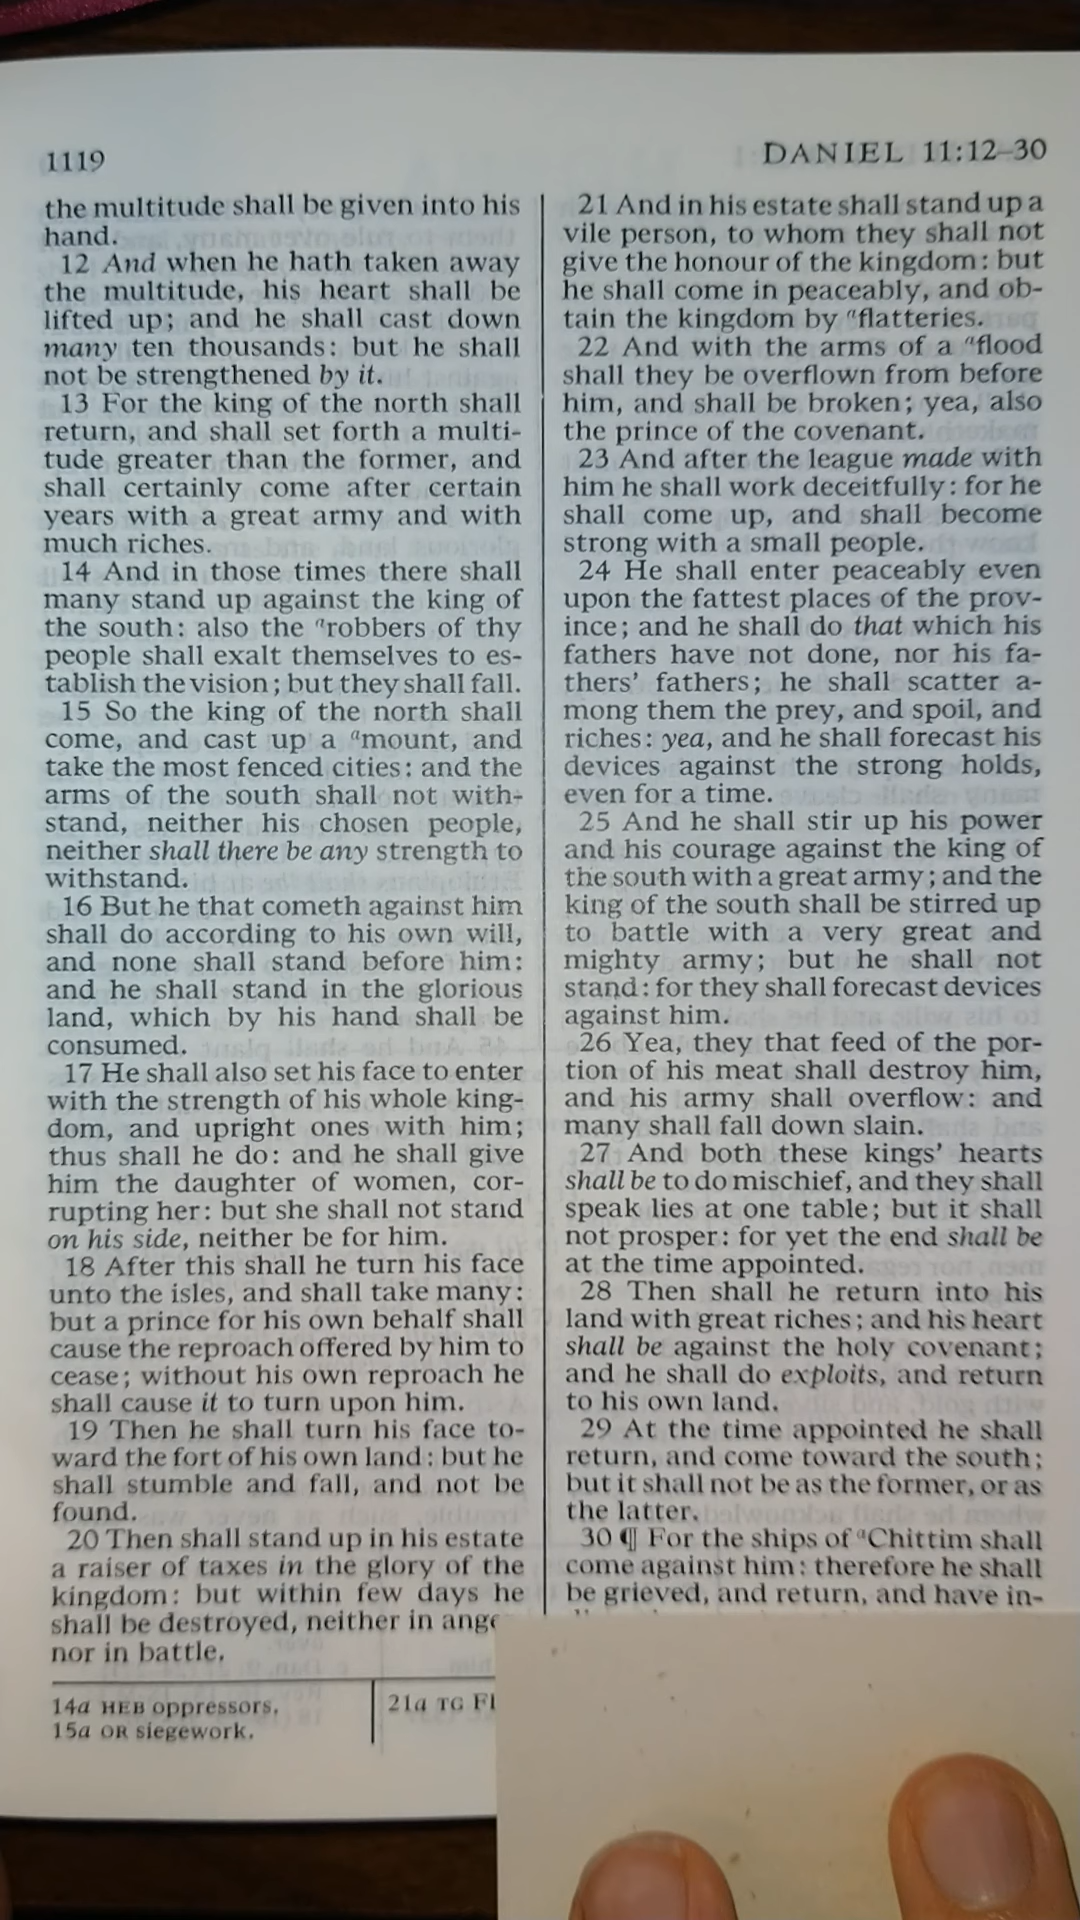 1119
DANIEL 11:12–30
the multitude shall be given into his
hand.
12 And when he hath taken away
the multitude, his heart shall be
lifted up; and he shall cast down
many ten thousands: but he shall
not be strengthened by it.
13 For the king of the north shall
return, and shall set forth a multi-
tude greater than the former, and
shall certainly come after certain
years with a great army and with
much riches.
14 And in those times there shall
many stand up against the king of
the south: also the ᵃrobbers of thy
people shall exalt themselves to es-
tablish the vision; but they shall fall.
15 So the king of the north shall
come, and cast up a ᵃmount, and
take the most fenced cities: and the
arms of the south shall not with-
stand, neither his chosen people,
neither shall there be any strength to
withstand.
16 But he that cometh against him
shall do according to his own will,
and none shall stand before him:
and he shall stand in the glorious
land, which by his hand shall be
consumed.
17 He shall also set his face to enter
with the strength of his whole king-
dom, and upright ones with him;
thus shall he do: and he shall give
him the daughter of women, cor-
rupting her: but she shall not stand
on his side, neither be for him.
18 After this shall he turn his face
unto the isles, and shall take many:
but a prince for his own behalf shall
cause the reproach offered by him to
cease; without his own reproach he
shall cause it to turn upon him.
19 Then he shall turn his face to-
ward the fort of his own land: but he
shall stumble and fall, and not be
found.
20 Then shall stand up in his estate
a raiser of taxes in the glory of the
kingdom: but within few days he
shall be destroyed, neither in ange
nor in battle.
21 And in his estate shall stand up a
vile person, to whom they shall not
give the honour of the kingdom: but
he shall come in peaceably, and ob-
tain the kingdom by ᵃflatteries.
22 And with the arms of a ᵃflood
shall they be overflown from before
him, and shall be broken; yea, also
the prince of the covenant.
23 And after the league made with
him he shall work deceitfully: for he
shall come up, and shall become
strong with a small people.
24 He shall enter peaceably even
upon the fattest places of the prov-
ince; and he shall do that which his
fathers have not done, nor his fa-
thers' fathers; he shall scatter a-
mong them the prey, and spoil, and
riches: yea, and he shall forecast his
devices against the strong holds,
even for a time.
25 And he shall stir up his power
and his courage against the king of
the south with a great army; and the
king of the south shall be stirred up
to battle with a very great and
mighty army; but he shall not
stand: for they shall forecast devices
against him.
26 Yea, they that feed of the por-
tion of his meat shall destroy him,
and his army shall overflow: and
many shall fall down slain.
27 And both these kings' hearts
shall be to do mischief, and they shall
speak lies at one table; but it shall
not prosper: for yet the end shall be
at the time appointed.
28 Then shall he return into his
land with great riches; and his heart
shall be against the holy covenant;
and he shall do exploits, and return
to his own land.
29 At the time appointed he shall
return, and come toward the south;
but it shall not be as the former, or as
the latter.
30 ¶ For the ships of ᵃChittim shall
come against him: therefore he shall
be grieved, and return, and have in-
14a HEB oppressors.
15a OR siegework.
21a TG Fl